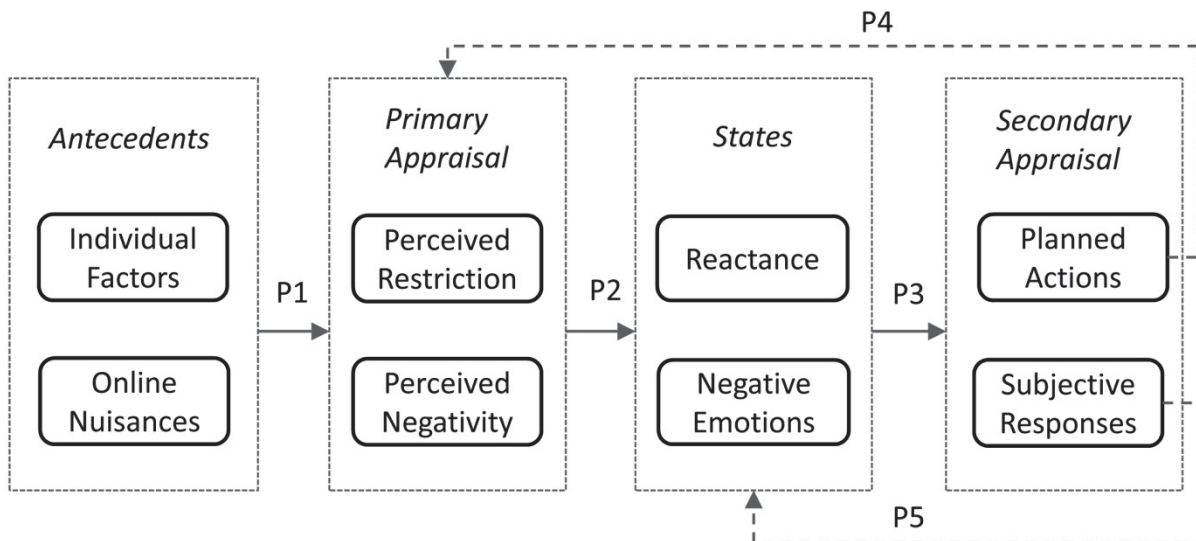 P4
Antecedents
Individual
Factors
Online
Nuisances
P1
Primary
Appraisal
Perceived
Restriction
Perceived
Negativity
P2
States
Reactance
Negative
Emotions
P3
Secondary
Appraisal
Planned
Actions
Subjective
Responses
P5